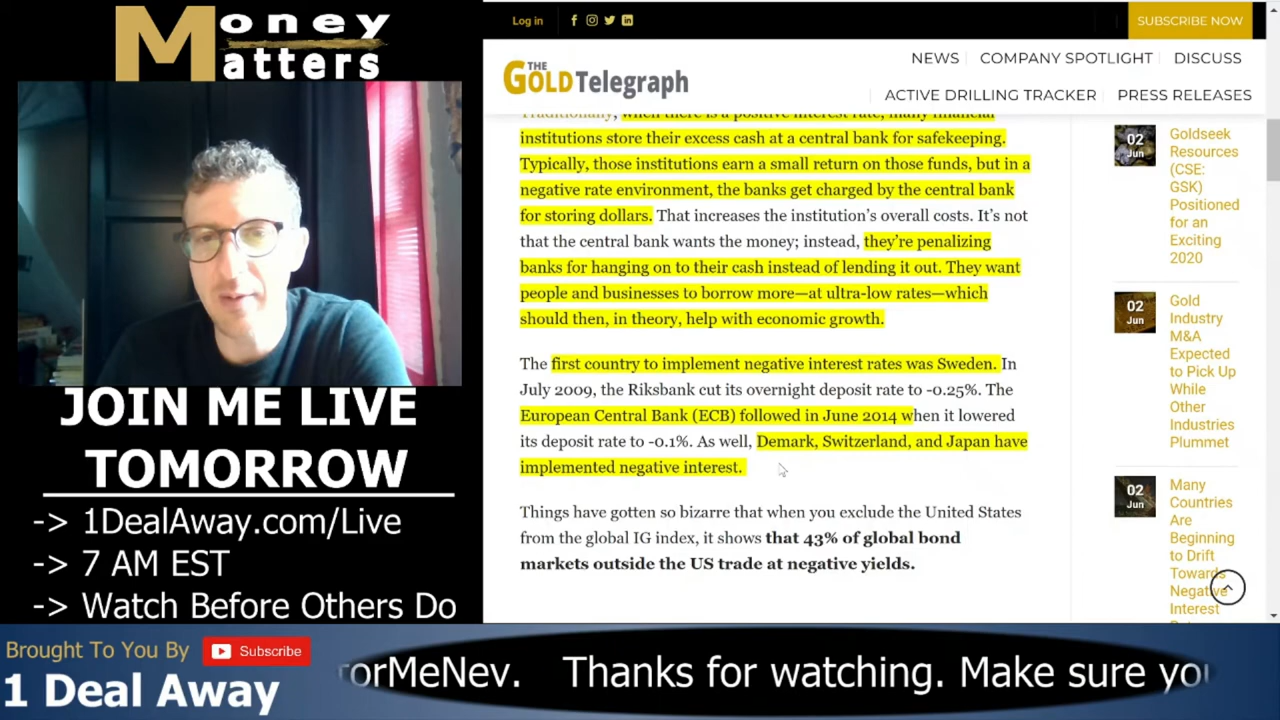 Money
Matters
JOIN ME LIVE
TOMORROW
-> 1DealAway.com/Live
-> 7 AM EST
-> Watch Before Others Do
Log in
SUBSCRIBE NOW
THE
GOLDTelegraph
NEWS
COMPANY SPOTLIGHT
DISCUSS
ACTIVE DRILLING TRACKER
PRESS RELEASES
Traditionally, when there is a positive interest rate, many financial
institutions store their excess cash at a central bank for safekeeping.
Typically, those institutions earn a small return on those funds, but in a
negative rate environment, the banks get charged by the central bank
for storing dollars. That increases the institution's overall costs. It's not
that the central bank wants the money; instead, they're penalizing
banks for hanging on to their cash instead of lending it out. They want
people and businesses to borrow more—at ultra-low rates—which
should then, in theory, help with economic growth.
The first country to implement negative interest rates was Sweden. In
July 2009, the Riksbank cut its overnight deposit rate to -0.25%. The
European Central Bank (ECB) followed in June 2014 when it lowered
its deposit rate to -0.1%. As well, Demark, Switzerland, and Japan have
implemented negative interest.
Things have gotten so bizarre that when you exclude the United States
from the global IG index, it shows that 43% of global bond
markets outside the US trade at negative yields.
02
Jun
Goldseek
Resources
(CSE:
GSK)
Positioned
for an
Exciting
2020
02
Jun
Gold
Industry
M&A
Expected
to Pick Up
While
Other
Industries
Plummet
02
Jun
Many
Countries
Are
Beginning
to Drift
Towards
Negative
Interest
Brought To You By
Subscribe
1 Deal Away
orMeNev. Thanks for watching. Make sure you